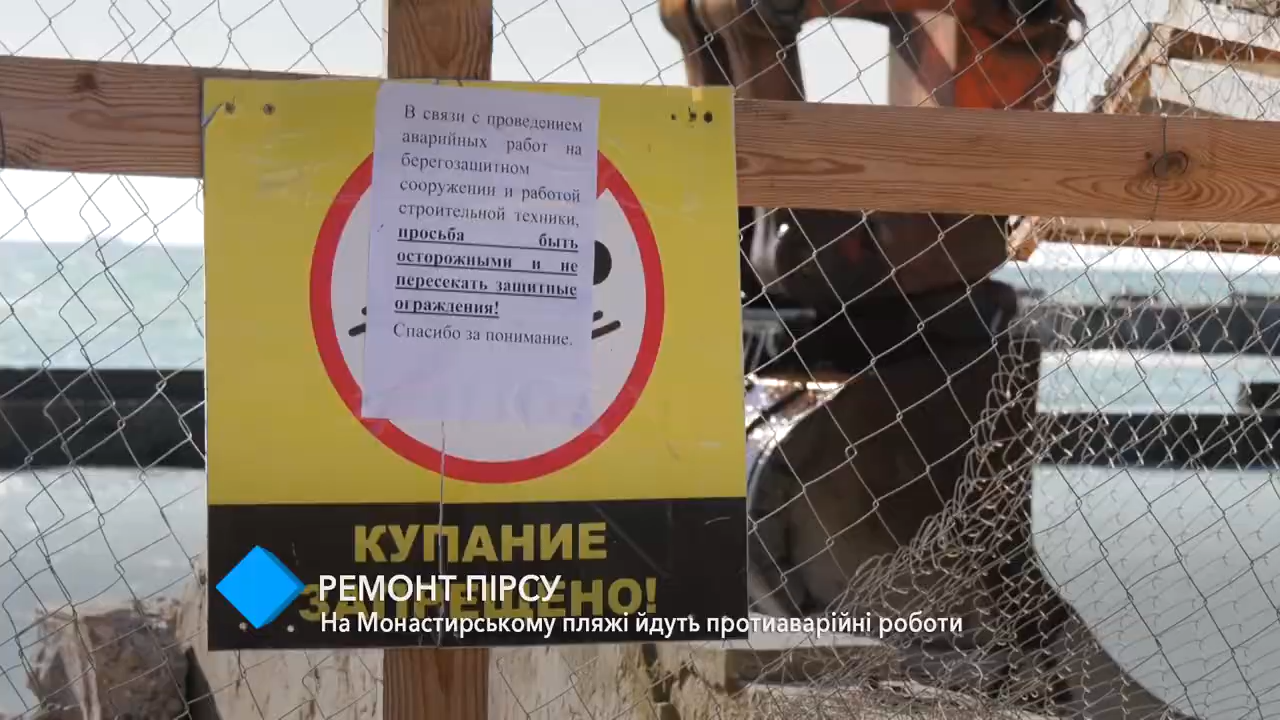 В связи с проведением
аварийных работ на
берегозащитном
сооружении и работой
строительной техники,
просьба быть
осторожными и не
пересекать защитные
ограждения!
Спасибо за понимание.
КУПАНИЕ
ЗАПРЕЩЕНО!
РЕМОНТ ПІРСУ
На Монастирському пляжі йдуть протиаварійні роботи